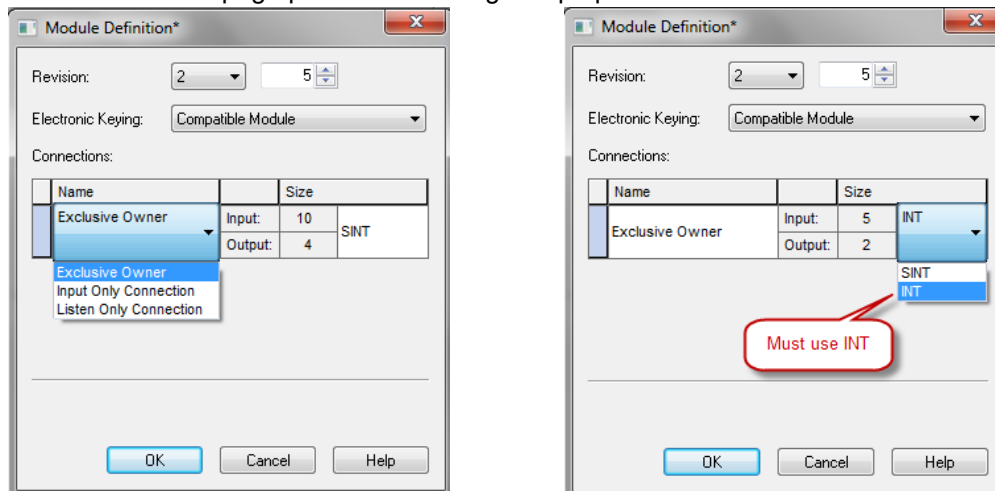 Module Definition*
Revision: 2 5
Electronic Keying: Compatible Module
Connections:
Name Size
Exclusive Owner Input: 10 SINT
Output: 4
Exclusive Owner
Input Only Connection
Listen Only Connection
OK Cancel Help
Module Definition*
Revision: 2 5
Electronic Keying: Compatible Module
Connections:
Name Size
Exclusive Owner Input: 5 INT
Output: 2
SINT
INT
Must use INT
OK Cancel Help